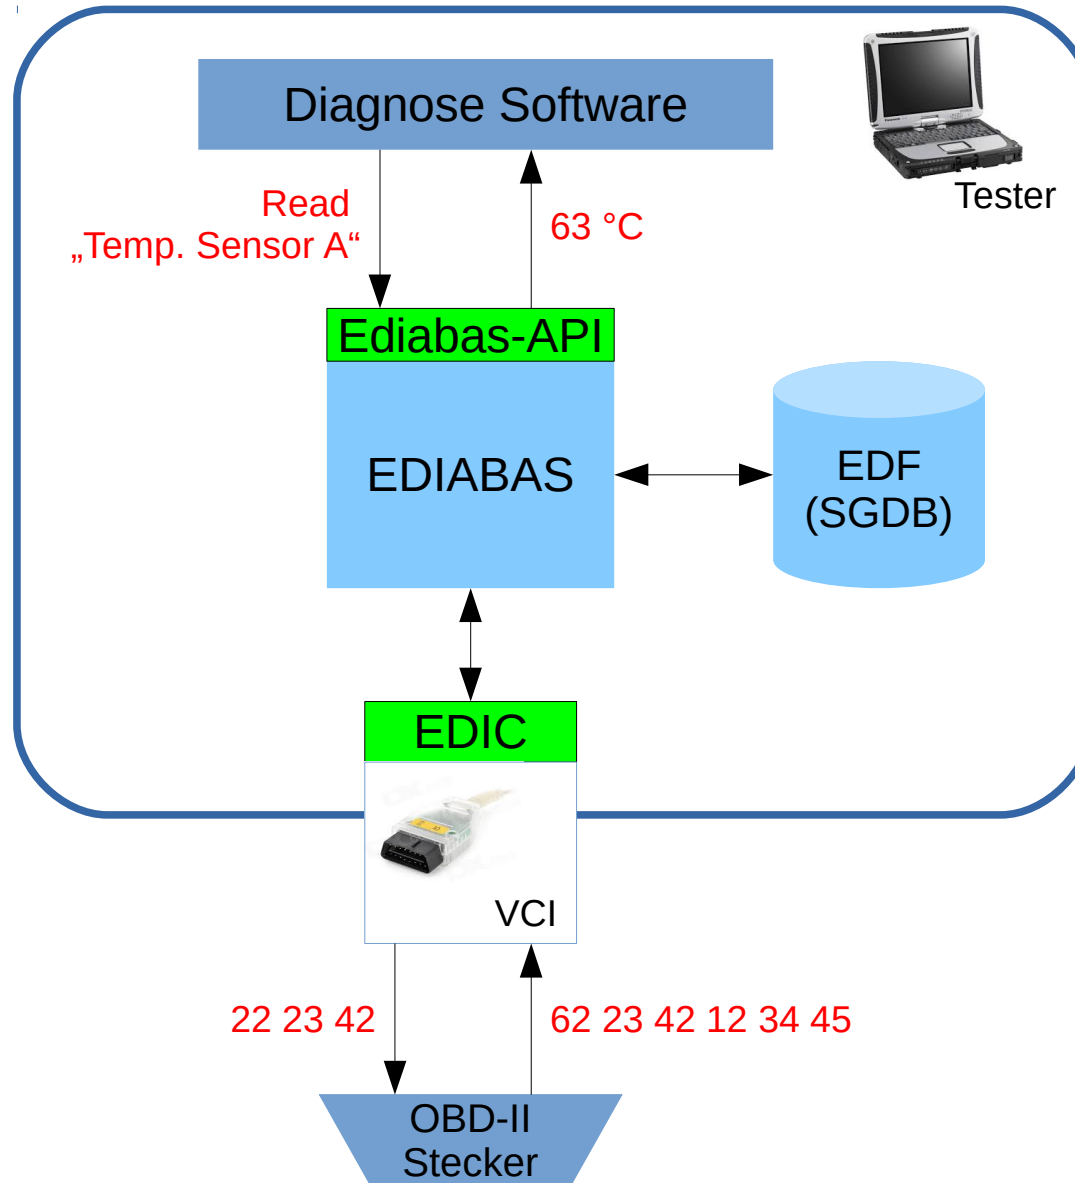 Diagnose Software
Tester
Read
„Temp. Sensor A“
63 °C
Ediabas-API
EDIABAS
EDF
(SGDB)
EDIC
VCI
22 23 42
62 23 42 12 34 45
OBD-II
Stecker